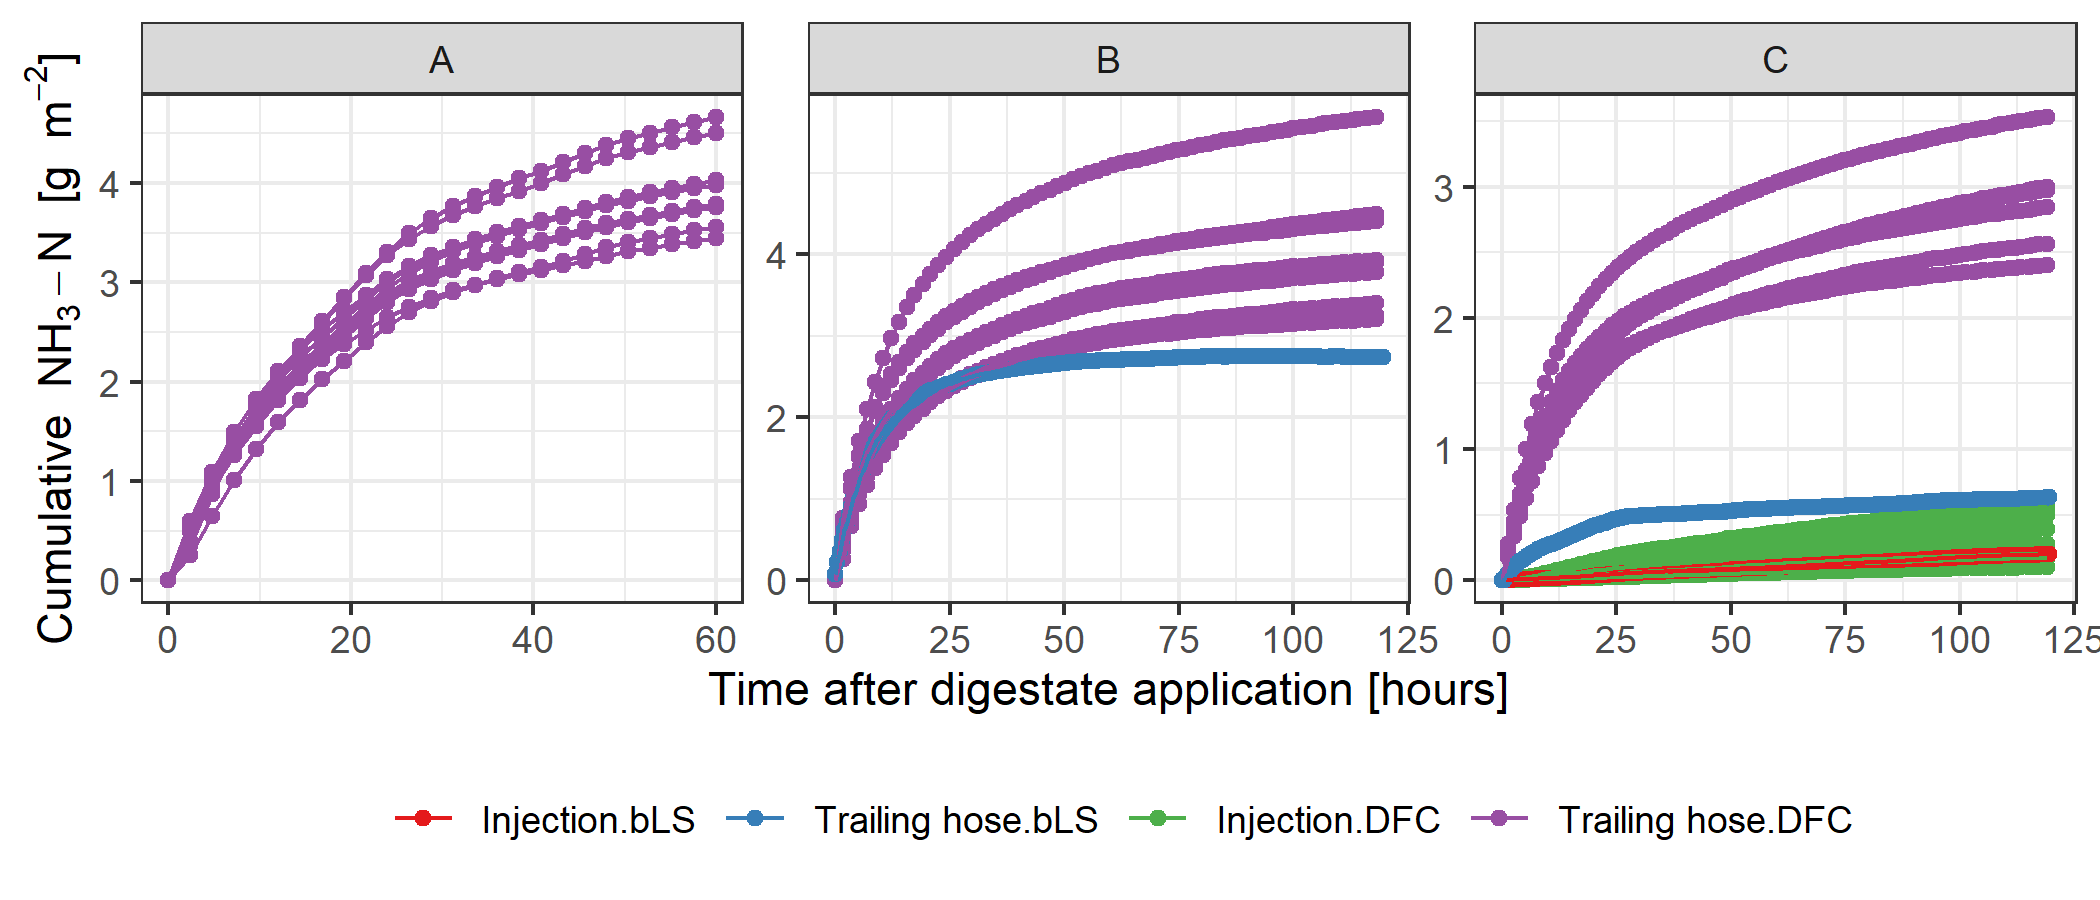 A B C
Cumulative NH₃ – N [g m⁻²]
4
3
2
1
0
0 20 40 60
4
2
0
0 25 50 75 100 125
3
2
1
0
0 25 50 75 100 125
Time after digestate application [hours]
Injection.bLS Trailing hose.bLS Injection.DFC Trailing hose.DFC